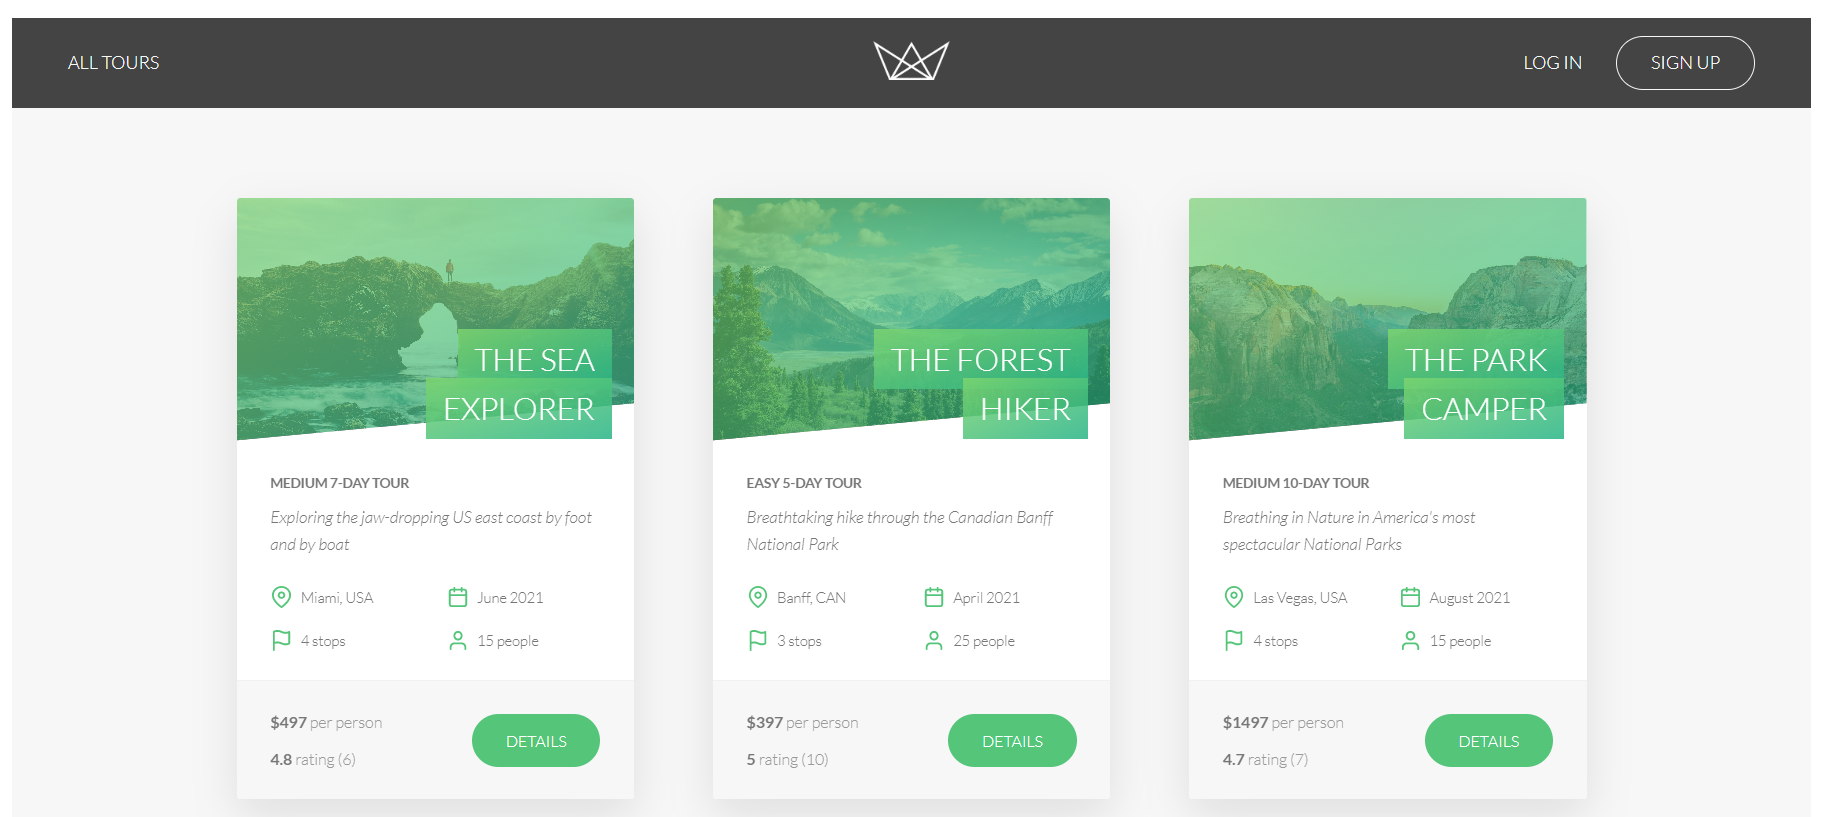 ALL TOURS
LOG IN
SIGN UP
THE SEA
EXPLORER
MEDIUM 7-DAY TOUR
Exploring the jaw-dropping US east coast by foot
and by boat
Miami, USA
June 2021
4 stops
15 people
$497 per person
4.8 rating (6)
DETAILS
THE FOREST
HIKER
EASY 5-DAY TOUR
Breathtaking hike through the Canadian Banff
National Park
Banff, CAN
April 2021
3 stops
25 people
$397 per person
5 rating (10)
DETAILS
THE PARK
CAMPER
MEDIUM 10-DAY TOUR
Breathing in Nature in America's most
spectacular National Parks
Las Vegas, USA
August 2021
4 stops
15 people
$1497 per person
4.7 rating (7)
DETAILS